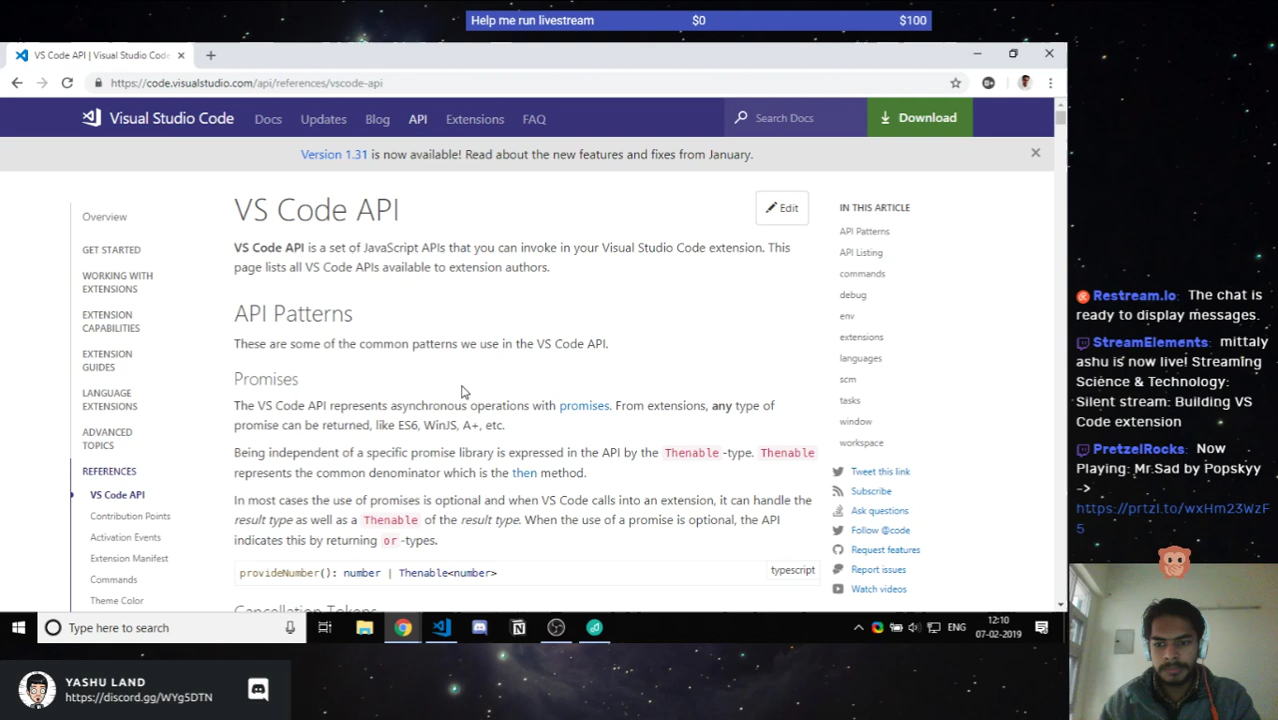 Help me run livestream $0 $100
VS Code API | Visual Studio Code
https://code.visualstudio.com/api/references/vscode-api
Visual Studio Code Docs Updates Blog API Extensions FAQ Search Docs Download
Version 1.31 is now available! Read about the new features and fixes from January.
Overview
GET STARTED
WORKING WITH
EXTENSIONS
EXTENSION
CAPABILITIES
EXTENSION
GUIDES
LANGUAGE
EXTENSIONS
ADVANCED
TOPICS
REFERENCES
VS Code API
Contribution Points
Activation Events
Extension Manifest
Commands
Theme Color
VS Code API
Edit
VS Code API is a set of JavaScript APIs that you can invoke in your Visual Studio Code extension. This
page lists all VS Code APIs available to extension authors.
API Patterns
These are some of the common patterns we use in the VS Code API.
Promises
The VS Code API represents asynchronous operations with promises. From extensions, any type of
promise can be returned, like ES6, WinJS, A+, etc.
Being independent of a specific promise library is expressed in the API by the Thenable -type. Thenable
represents the common denominator which is the then method.
In most cases the use of promises is optional and when VS Code calls into an extension, it can handle the
result type as well as a Thenable of the result type. When the use of a promise is optional, the API
indicates this by returning or -types.
provideNumber(): number | Thenable<number>
typescript
Cancellation Tokens
IN THIS ARTICLE
API Patterns
API Listing
commands
debug
env
extensions
languages
scm
tasks
window
workspace
Tweet this link
Subscribe
Ask questions
Follow @code
Request features
Report issues
Watch videos
Restream.io: The chat is
ready to display messages.
StreamElements: mittaly
ashu is now live! Streaming
Science & Technology:
Silent stream: Building VS
Code extension
PretzelRocks: Now
Playing: Mr.Sad by Popskyy
->
https://prtzl.to/wxHm23WzF
5
Type here to search
ENG
12:10
07-02-2019
YASHU LAND
https://discord.gg/WYg5DTN